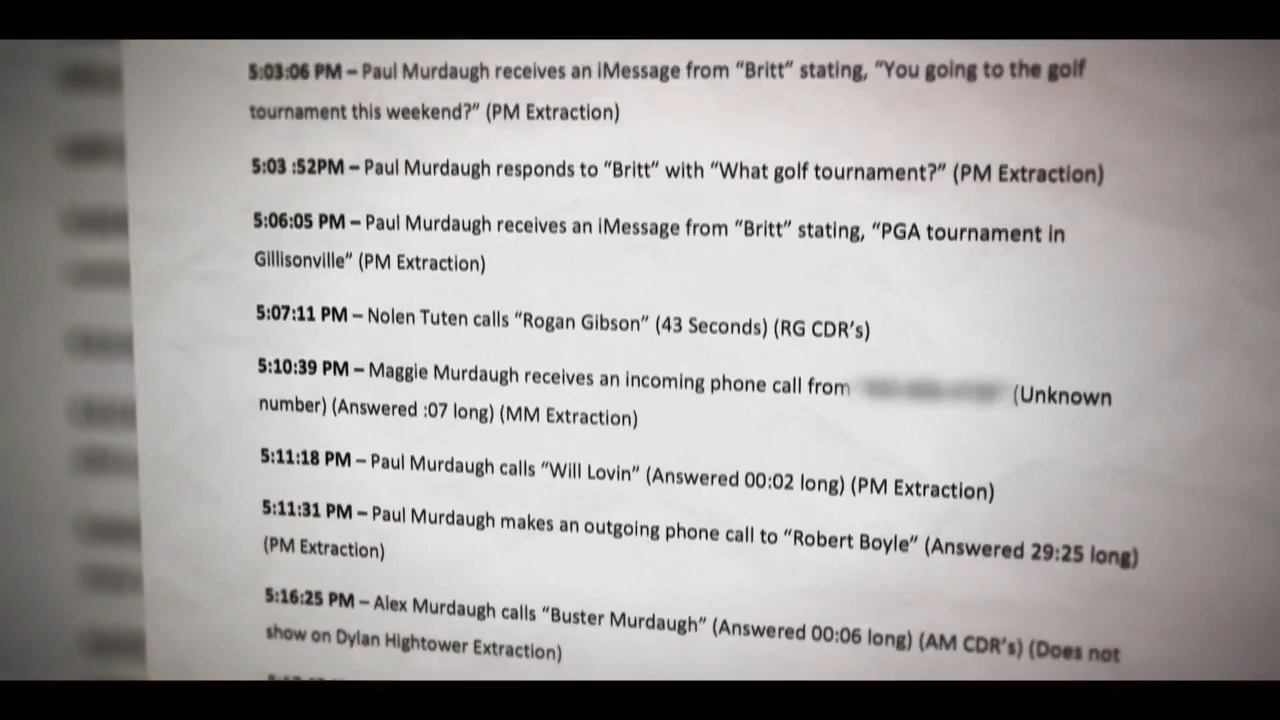 5:03:06 PM – Paul Murdaugh receives an iMessage from “Britt” stating, “You going to the golf
tournament this weekend?” (PM Extraction)
5:03 :52PM – Paul Murdaugh responds to “Britt” with “What golf tournament?” (PM Extraction)
5:06:05 PM – Paul Murdaugh receives an iMessage from “Britt” stating, “PGA tournament in
Gillisonville” (PM Extraction)
5:07:11 PM – Nolen Tuten calls “Rogan Gibson” (43 Seconds) (RG CDR’s)
5:10:39 PM – Maggie Murdaugh receives an incoming phone call from (Unknown
number) (Answered :07 long) (MM Extraction)
5:11:18 PM – Paul Murdaugh calls “Will Lovin” (Answered 00:02 long) (PM Extraction)
5:11:31 PM – Paul Murdaugh makes an outgoing phone call to “Robert Boyle” (Answered 29:25 long)
(PM Extraction)
5:16:25 PM – Alex Murdaugh calls “Buster Murdaugh” (Answered 00:06 long) (AM CDR’s) (Does not
show on Dylan Hightower Extraction)